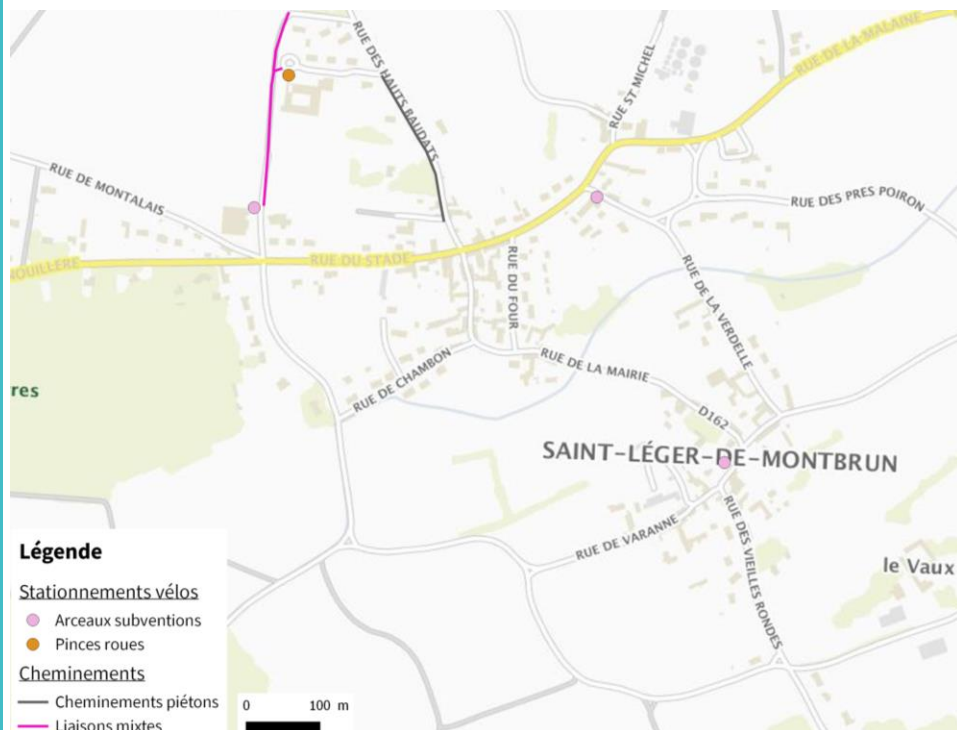 RUE DES HAUTS BAUDATS
RUE ST MICHEL
RUE DE LA MALAINE
RUE DE MONTALAIS
RUE DES PRES POIRON
OUILLERE
RUE DU STADE
RUE DU FOUR
RUE DE LA VERDELLE
RUE DE CHAMBON
RUE DE LA MAIRIE
res
D162
SAINT-LÉGER-DE-MONTBRUN
RUE DE VARANNE
RUE DES VIEILLES RONDES
le Vaux
Légende
Stationnements vélos
Arceaux subventions
Pinces roues
Cheminements
Cheminements piétons
Liaisons mixtes
0 100 m